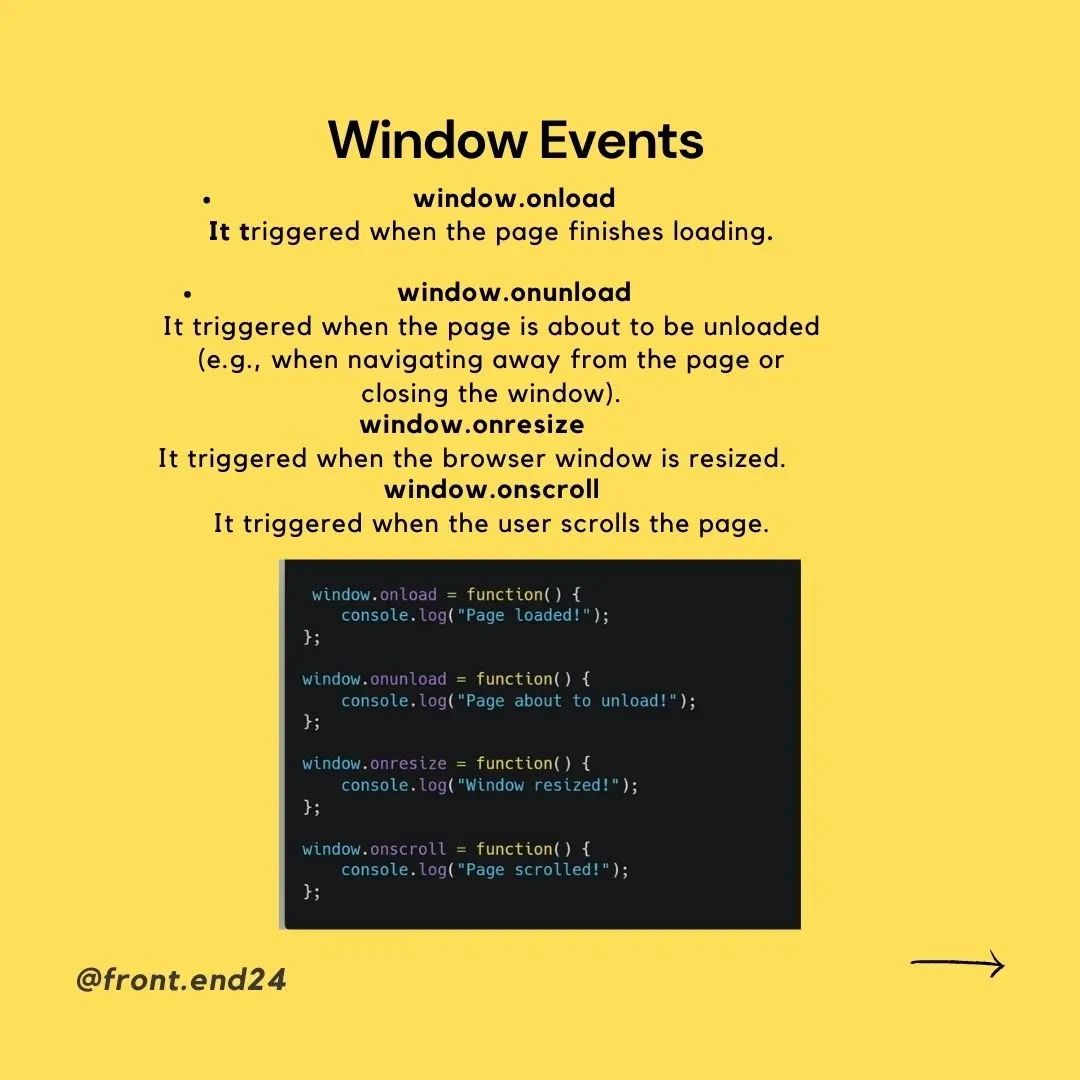 Window Events
• window.onload
It triggered when the page finishes loading.
• window.onunload
It triggered when the page is about to be unloaded
(e.g., when navigating away from the page or
closing the window).
window.onresize
It triggered when the browser window is resized.
window.onscroll
It triggered when the user scrolls the page.
window.onload = function() {
console.log("Page loaded!");
};
window.onunload = function() {
console.log("Page about to unload!");
};
window.onresize = function() {
console.log("Window resized!");
};
window.onscroll = function() {
console.log("Page scrolled!");
};
@front.end24